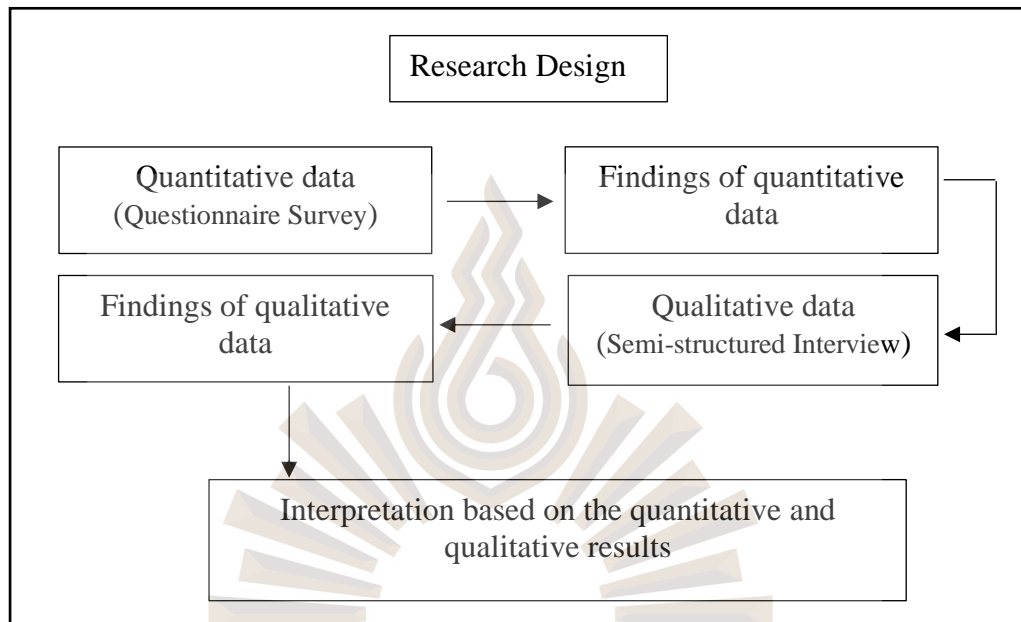 Research Design
Quantitative data
(Questionnaire Survey)
Findings of quantitative
data
Qualitative data
(Semi-structured Interview)
Findings of qualitative
data
Interpretation based on the quantitative and
qualitative results